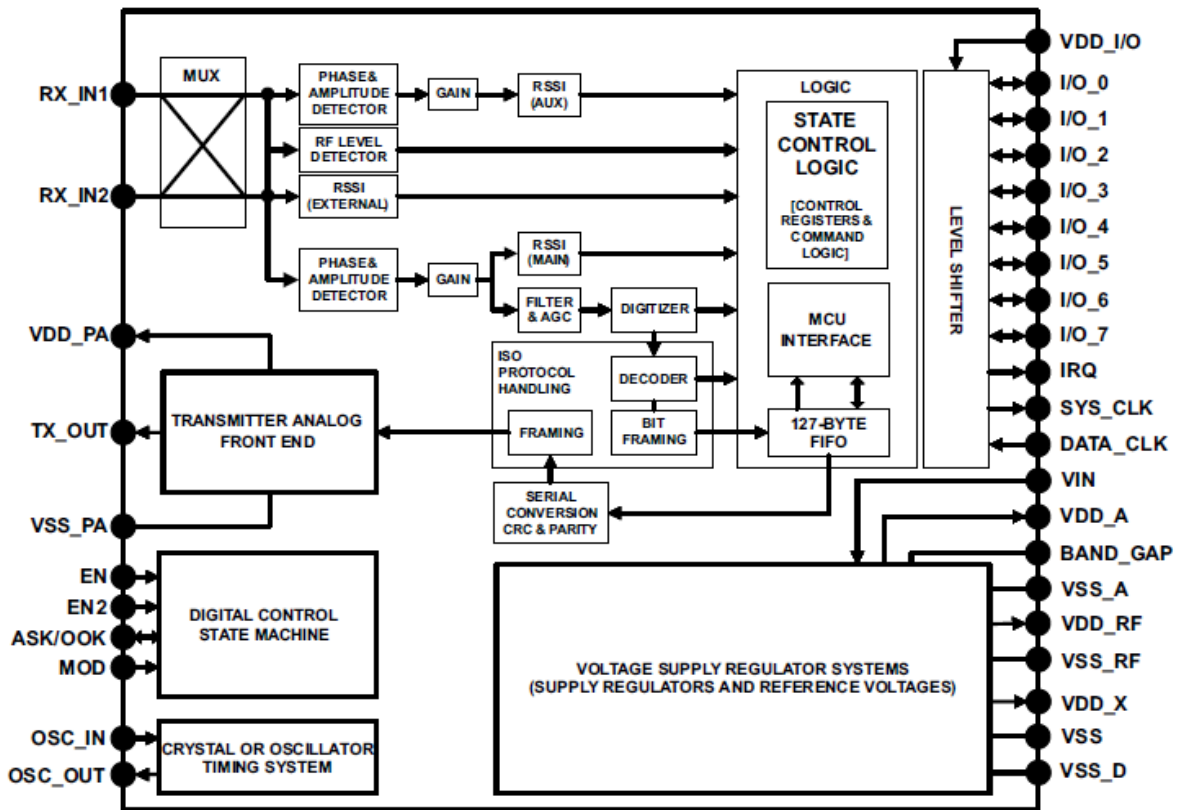 RX_IN1
RX_IN2
VDD_PA
TX_OUT
VSS_PA
EN
EN2
ASK/OOK
MOD
OSC_IN
OSC_OUT
MUX
PHASE&
AMPLITUDE
DETECTOR
GAIN
RSSI
(AUX)
RF LEVEL
DETECTOR
RSSI
(EXTERNAL)
PHASE&
AMPLITUDE
DETECTOR
GAIN
RSSI
(MAIN)
FILTER
& AGC
DIGITIZER
ISO
PROTOCOL
HANDLING
DECODER
BIT
FRAMING
FRAMING
SERIAL
CONVERSION
CRC & PARITY
TRANSMITTER ANALOG
FRONT END
DIGITAL CONTROL
STATE MACHINE
CRYSTAL OR OSCILLATOR
TIMING SYSTEM
LOGIC
STATE
CONTROL
LOGIC
[CONTROL
REGISTERS &
COMMAND
LOGIC]
MCU
INTERFACE
127-BYTE
FIFO
LEVEL SHIFTER
VOLTAGE SUPPLY REGULATOR SYSTEMS
(SUPPLY REGULATORS AND REFERENCE VOLTAGES)
VDD_I/O
I/O_0
I/O_1
I/O_2
I/O_3
I/O_4
I/O_5
I/O_6
I/O_7
IRQ
SYS_CLK
DATA_CLK
VIN
VDD_A
BAND_GAP
VSS_A
VDD_RF
VSS_RF
VDD_X
VSS
VSS_D